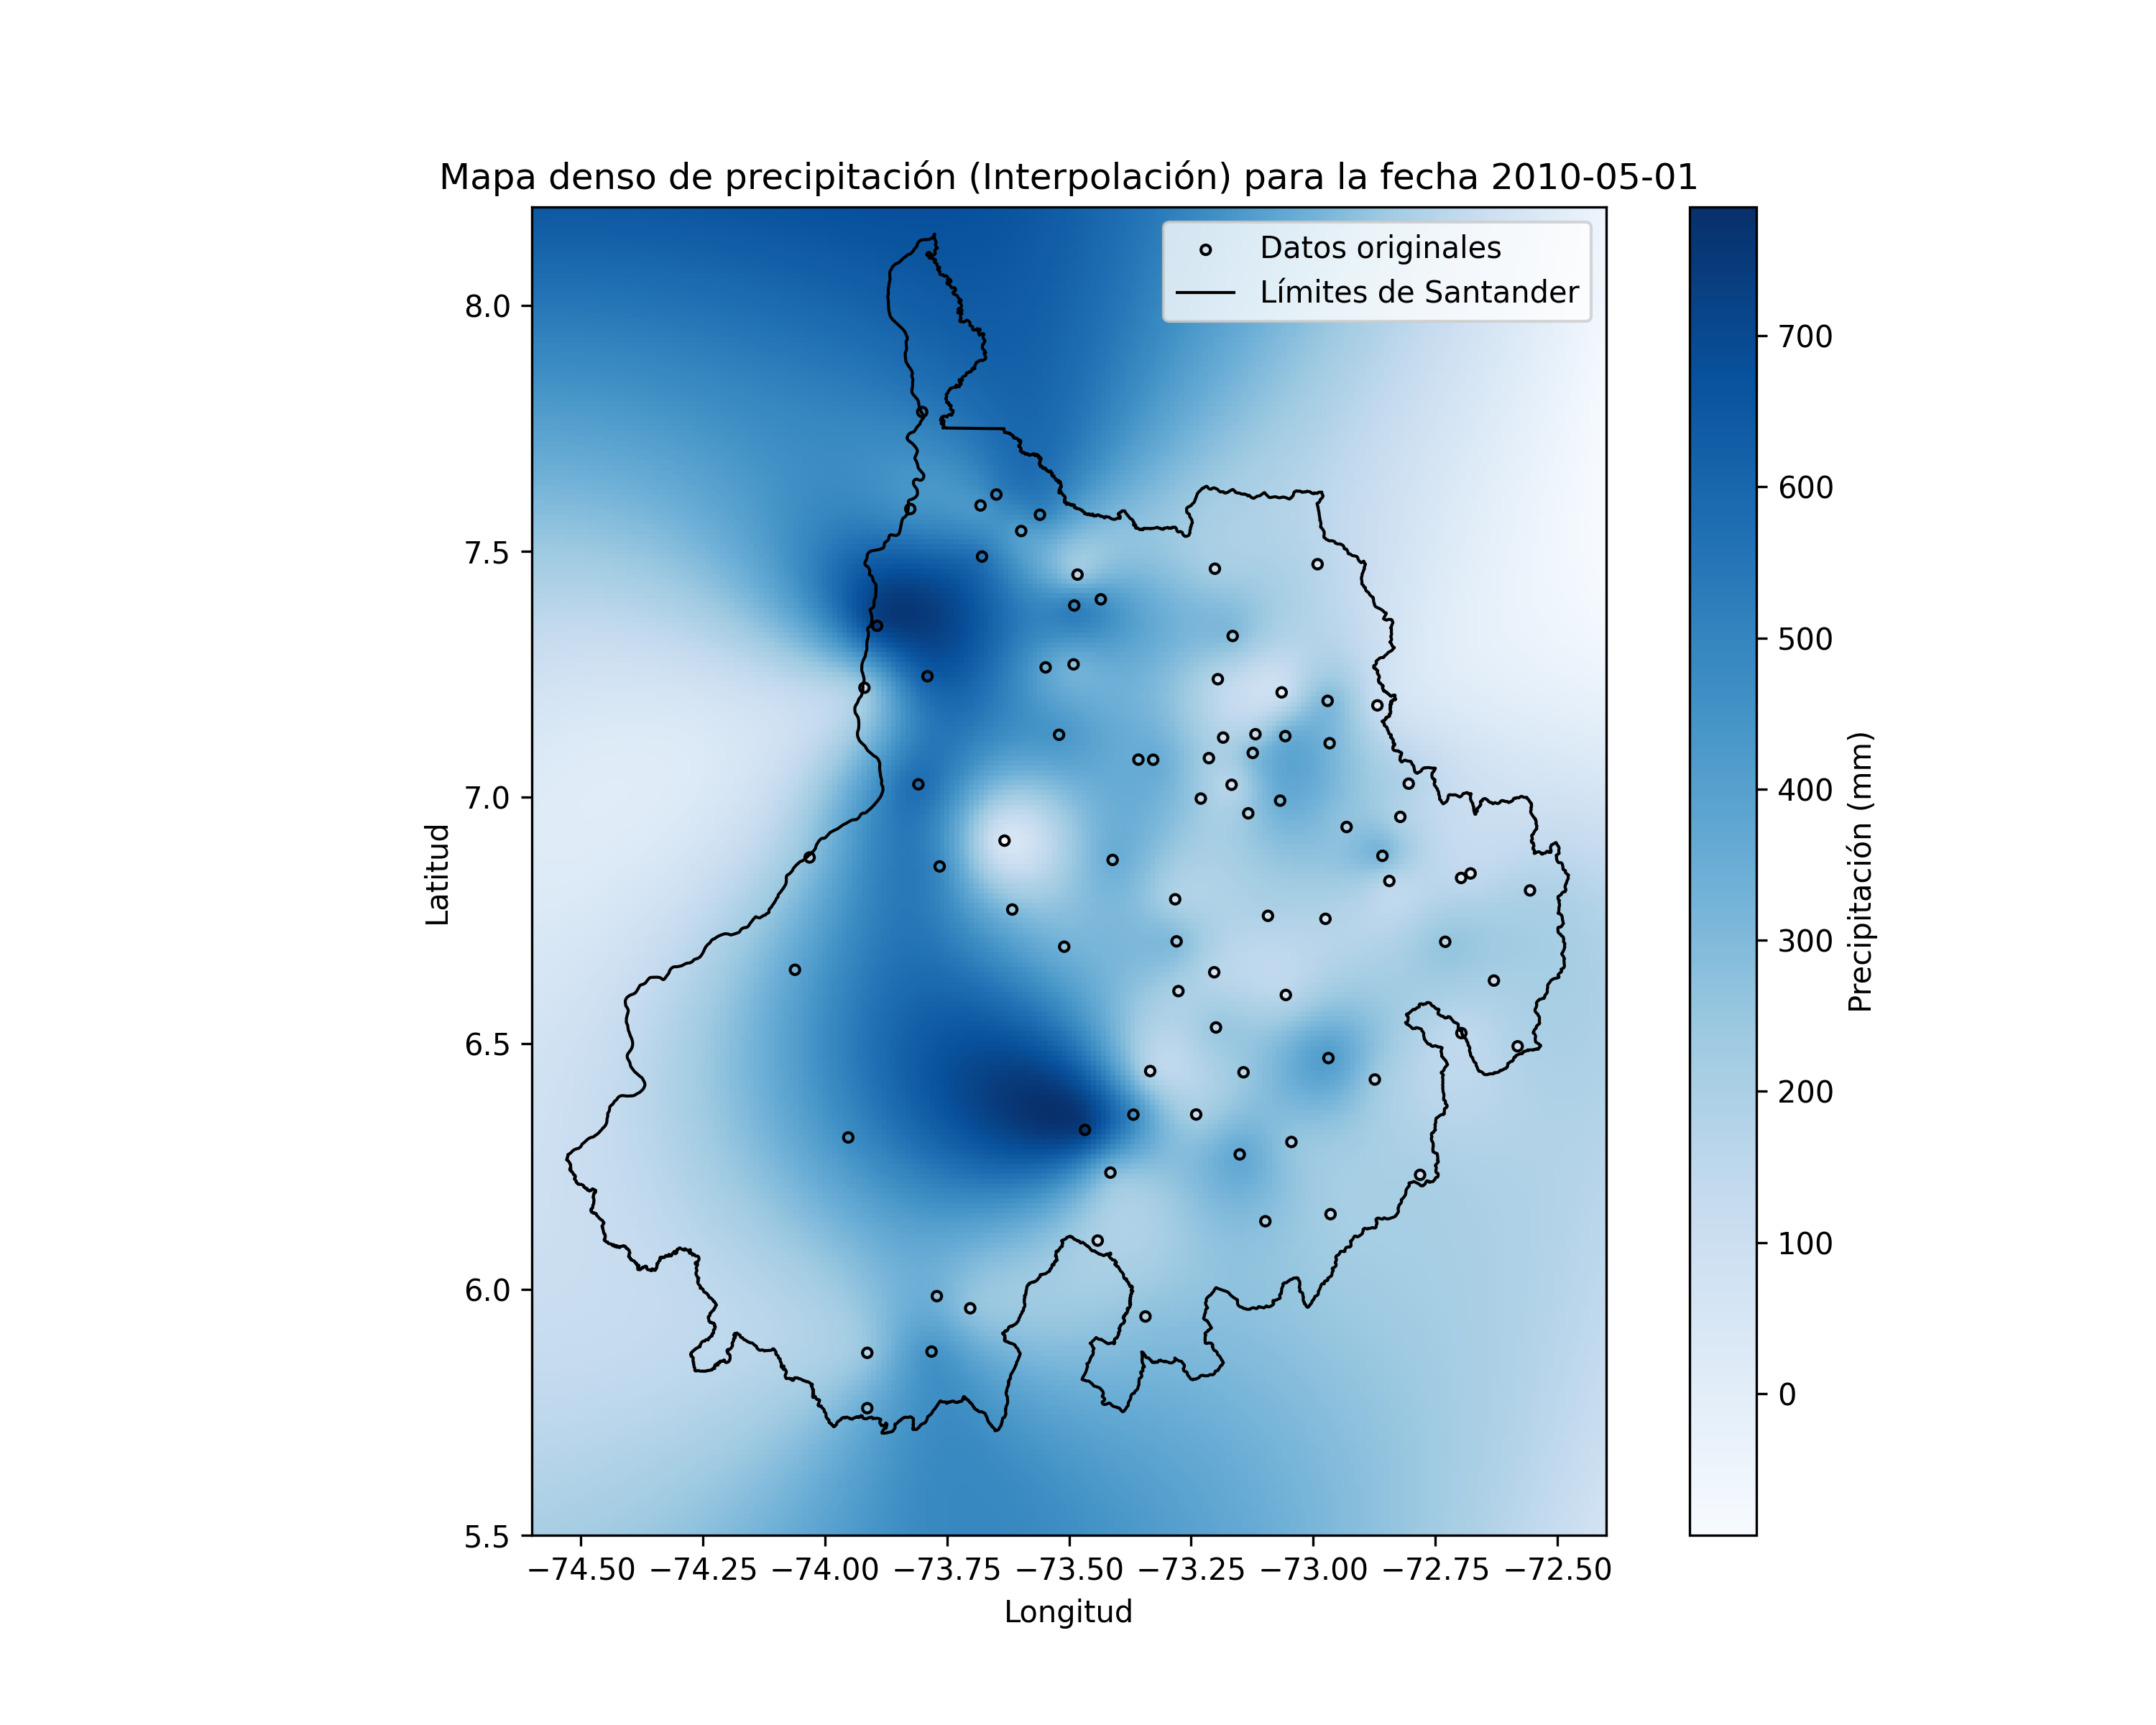 Mapa denso de precipitación (Interpolación) para la fecha 2010-05-01
Datos originales
Límites de Santander
8.0
7.5
7.0
6.5
6.0
5.5
Latitud
−74.50 −74.25 −74.00 −73.75 −73.50 −73.25 −73.00 −72.75 −72.50
Longitud
700
600
500
400
300
200
100
0
Precipitación (mm)